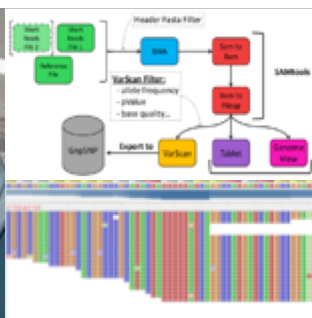 Short
Reads
File 2
Short
Reads
File 1
Header Fasta Filter
BWA
Sam to
Bam
Reference
File
SAMtools
VarScan Filter:
- allele frequency
- pvalue
- base quality...
Bam to
Pileup
GnpSNP
Export to
VarScan
Tablet
Genome
View